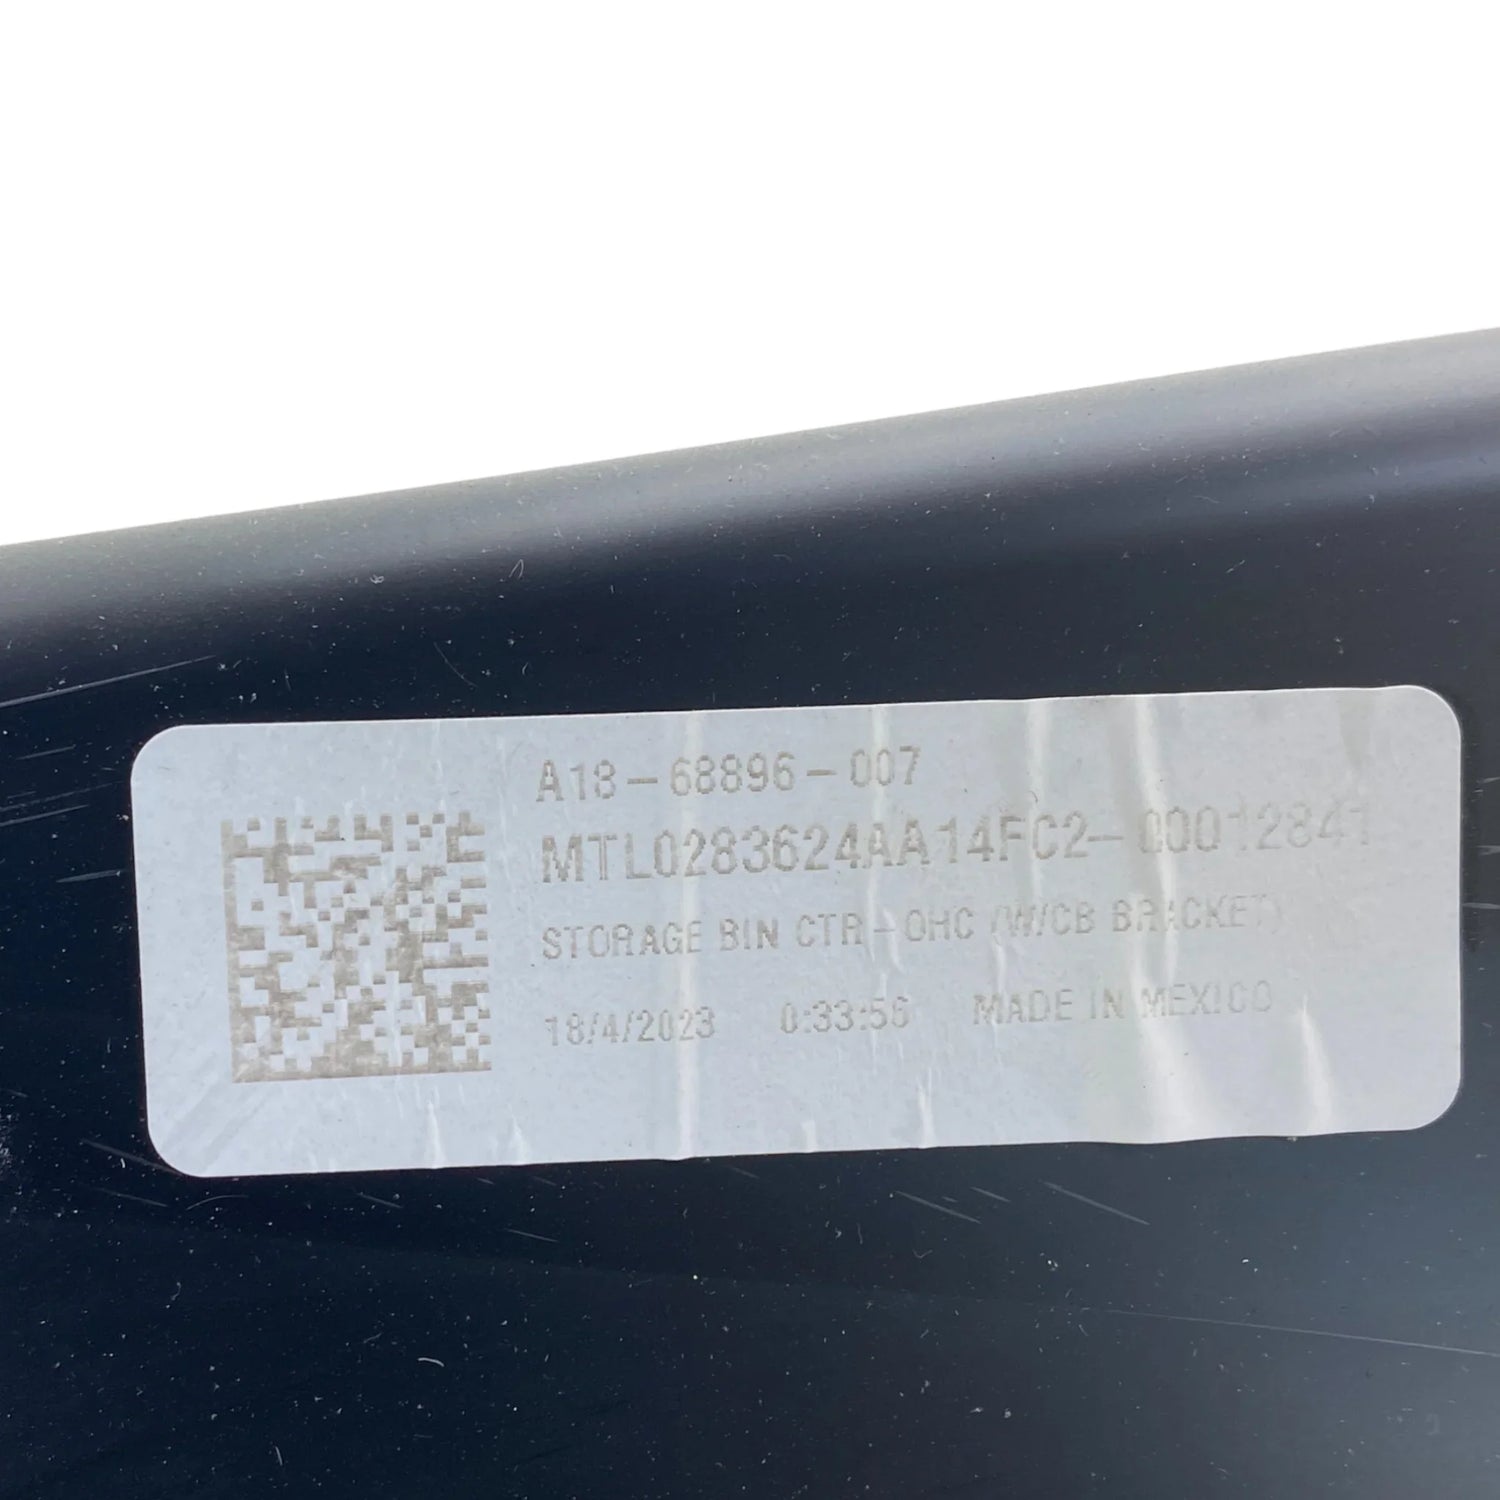 A18-68896-007
MTL0283624AA14FC2-00012841
STORAGE BIN CTR-OHC (W/CB BRACKET)
18/4/2023 0:33:56 MADE IN MEXICO